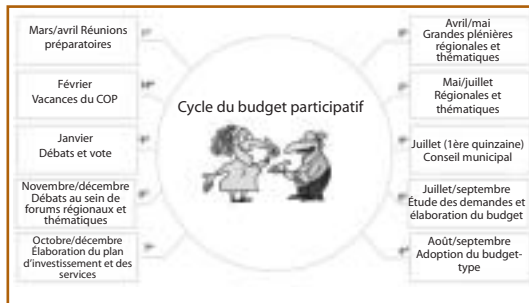 Mars/avril Réunions
préparatoires
Février
Vacances du COP
Janvier
Débats et vote
Novembre/décembre
Débats au sein de
forums régionaux et
thématiques
Octobre/décembre
Élaboration du plan
d'investissement et des
services
Cycle du budget participatif
Avril/mai
Grandes plénières
régionales et
thématiques
Mai/juillet
Régionales et
thématiques
Juillet (1ère quinzaine)
Conseil municipal
Juillet/septembre
Étude des demandes et
élaboration du budget
Août/septembre
Adoption du budget-
type